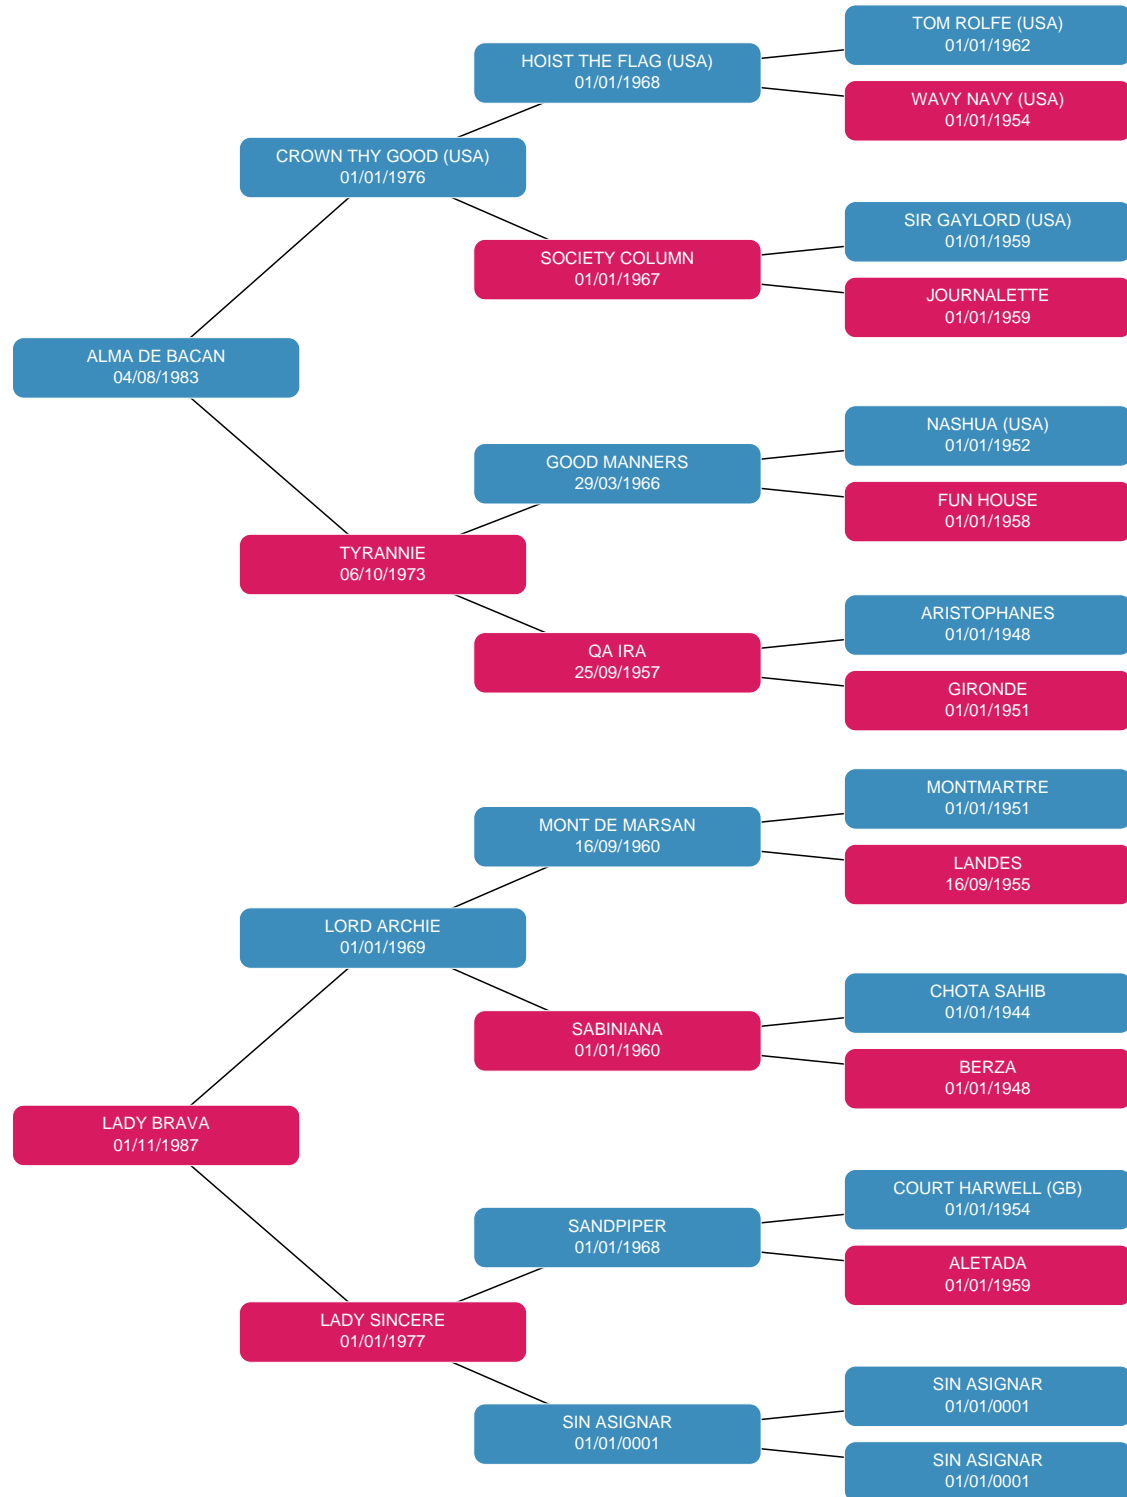 TOM ROLFE (USA)
01/01/1962
HOIST THE FLAG (USA)
01/01/1968
WAVY NAVY (USA)
01/01/1954
CROWN THY GOOD (USA)
01/01/1976
SIR GAYLORD (USA)
01/01/1959
SOCIETY COLUMN
01/01/1967
JOURNALETTE
01/01/1959
ALMA DE BACAN
04/08/1983
NASHUA (USA)
01/01/1952
GOOD MANNERS
29/03/1966
FUN HOUSE
01/01/1958
TYRANNIE
06/10/1973
ARISTOPHANES
01/01/1948
QA IRA
25/09/1957
GIRONDE
01/01/1951
MONTMARTRE
01/01/1951
MONT DE MARSAN
16/09/1960
LANDES
16/09/1955
LORD ARCHIE
01/01/1969
CHOTA SAHIB
01/01/1944
SABINIANA
01/01/1960
BERZA
01/01/1948
LADY BRAVA
01/11/1987
COURT HARWELL (GB)
01/01/1954
SANDPIPER
01/01/1968
ALETADA
01/01/1959
LADY SINCERE
01/01/1977
SIN ASIGNAR
01/01/0001
SIN ASIGNAR
01/01/0001
SIN ASIGNAR
01/01/0001